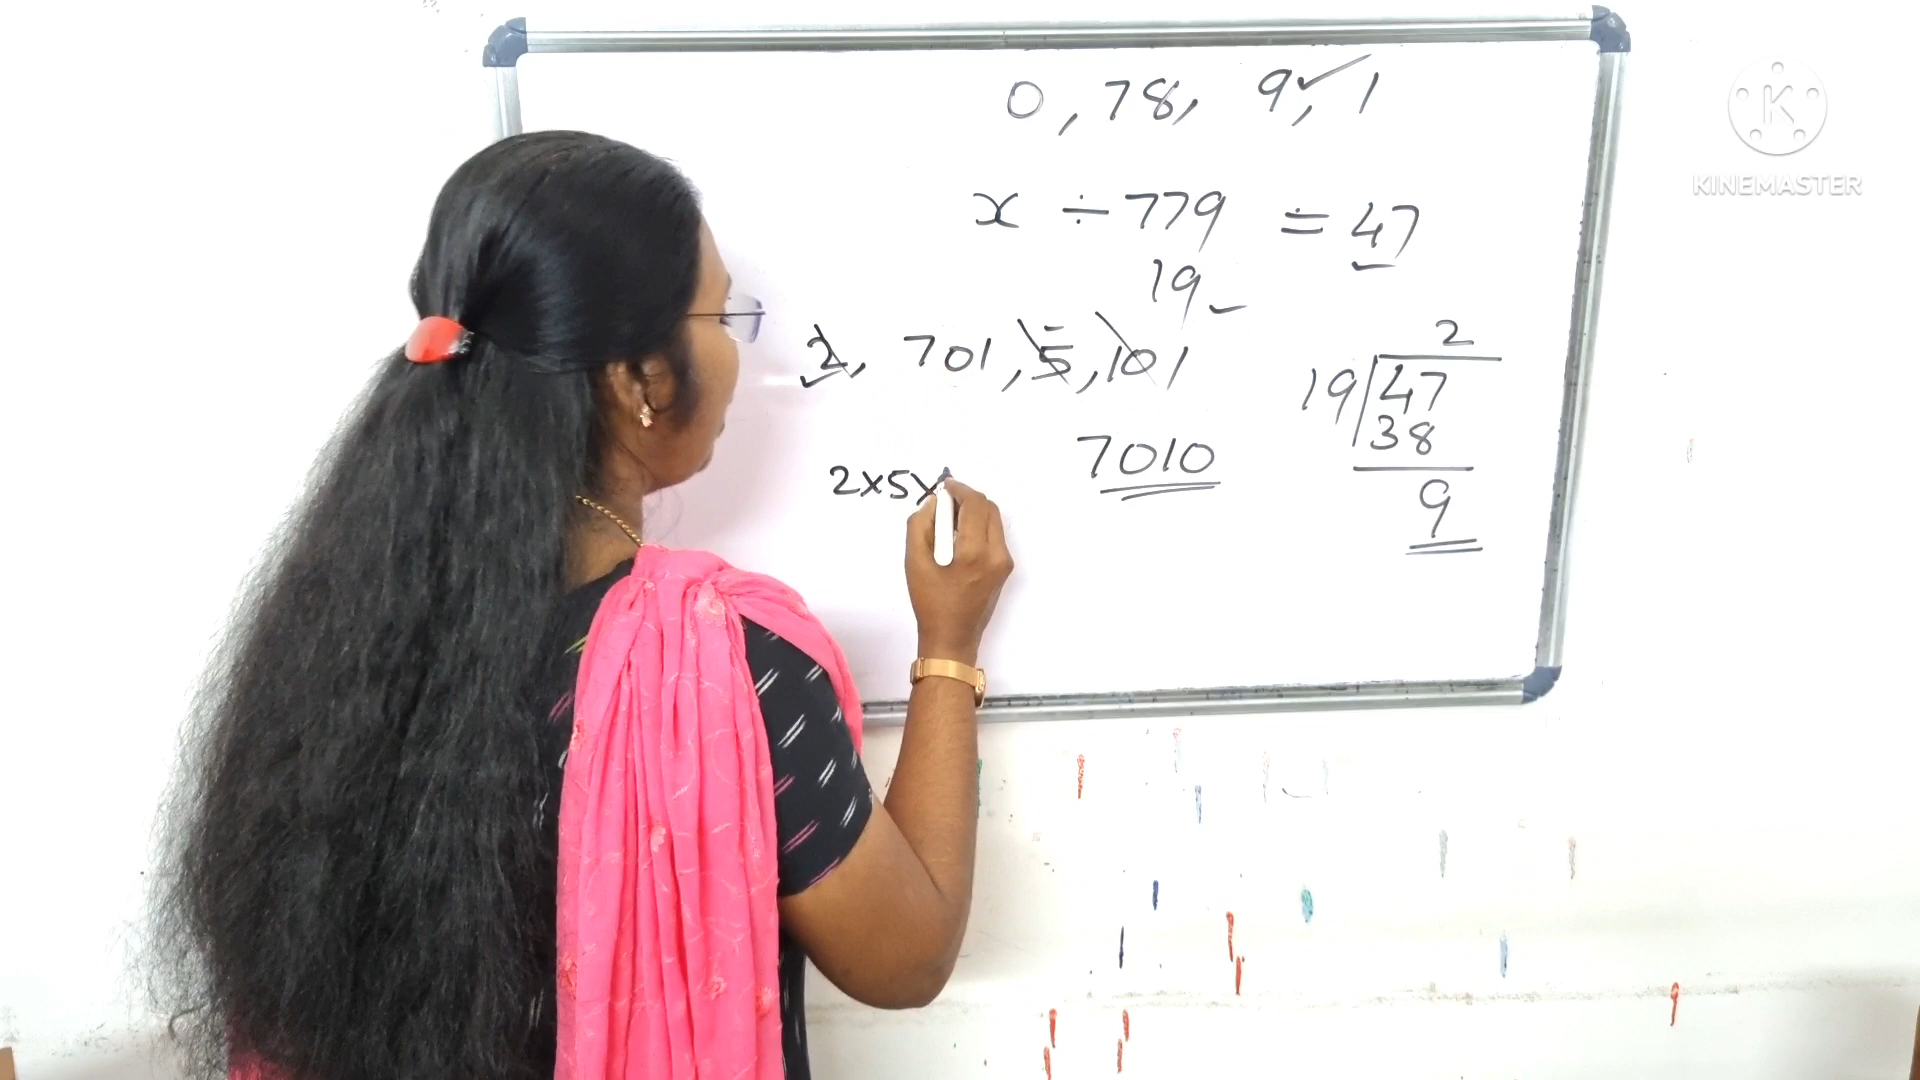 0, 78, 9, 1
x ÷ 779 = 47
19
2, 701, 5, 101
7010
2x5x
2
19 47
38
9
K
KINEMASTER